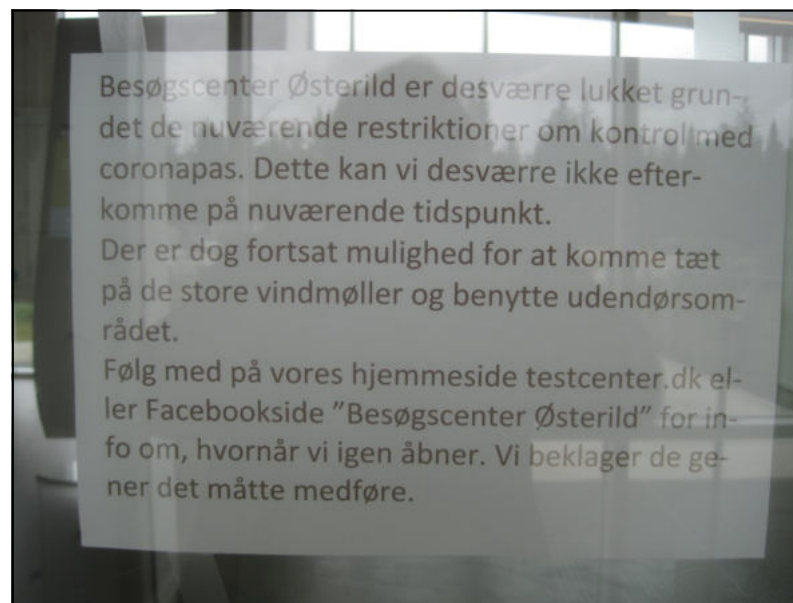 Besøgscenter Østerild er desværre lukket grun-
det de nuværende restriktioner om kontrol med
coronapas. Dette kan vi desværre ikke efter-
komme på nuværende tidspunkt.
Der er dog fortsat mulighed for at komme tæt
på de store vindmøller og benytte udendørsom-
rådet.
Følg med på vores hjemmeside testcenter.dk el-
ler Facebookside ”Besøgscenter Østerild” for in-
fo om, hvornår vi igen åbner. Vi beklager de ge-
ner det måtte medføre.